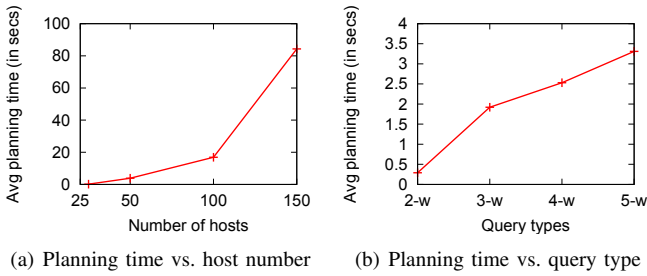 Avg planning time (in secs)
100
80
60
40
20
0
25
50
100
150
Number of hosts
(a) Planning time vs. host number
Avg planning time (in secs)
4
3.5
3
2.5
2
1.5
1
0.5
0
2-w
3-w
4-w
5-w
Query types
(b) Planning time vs. query type